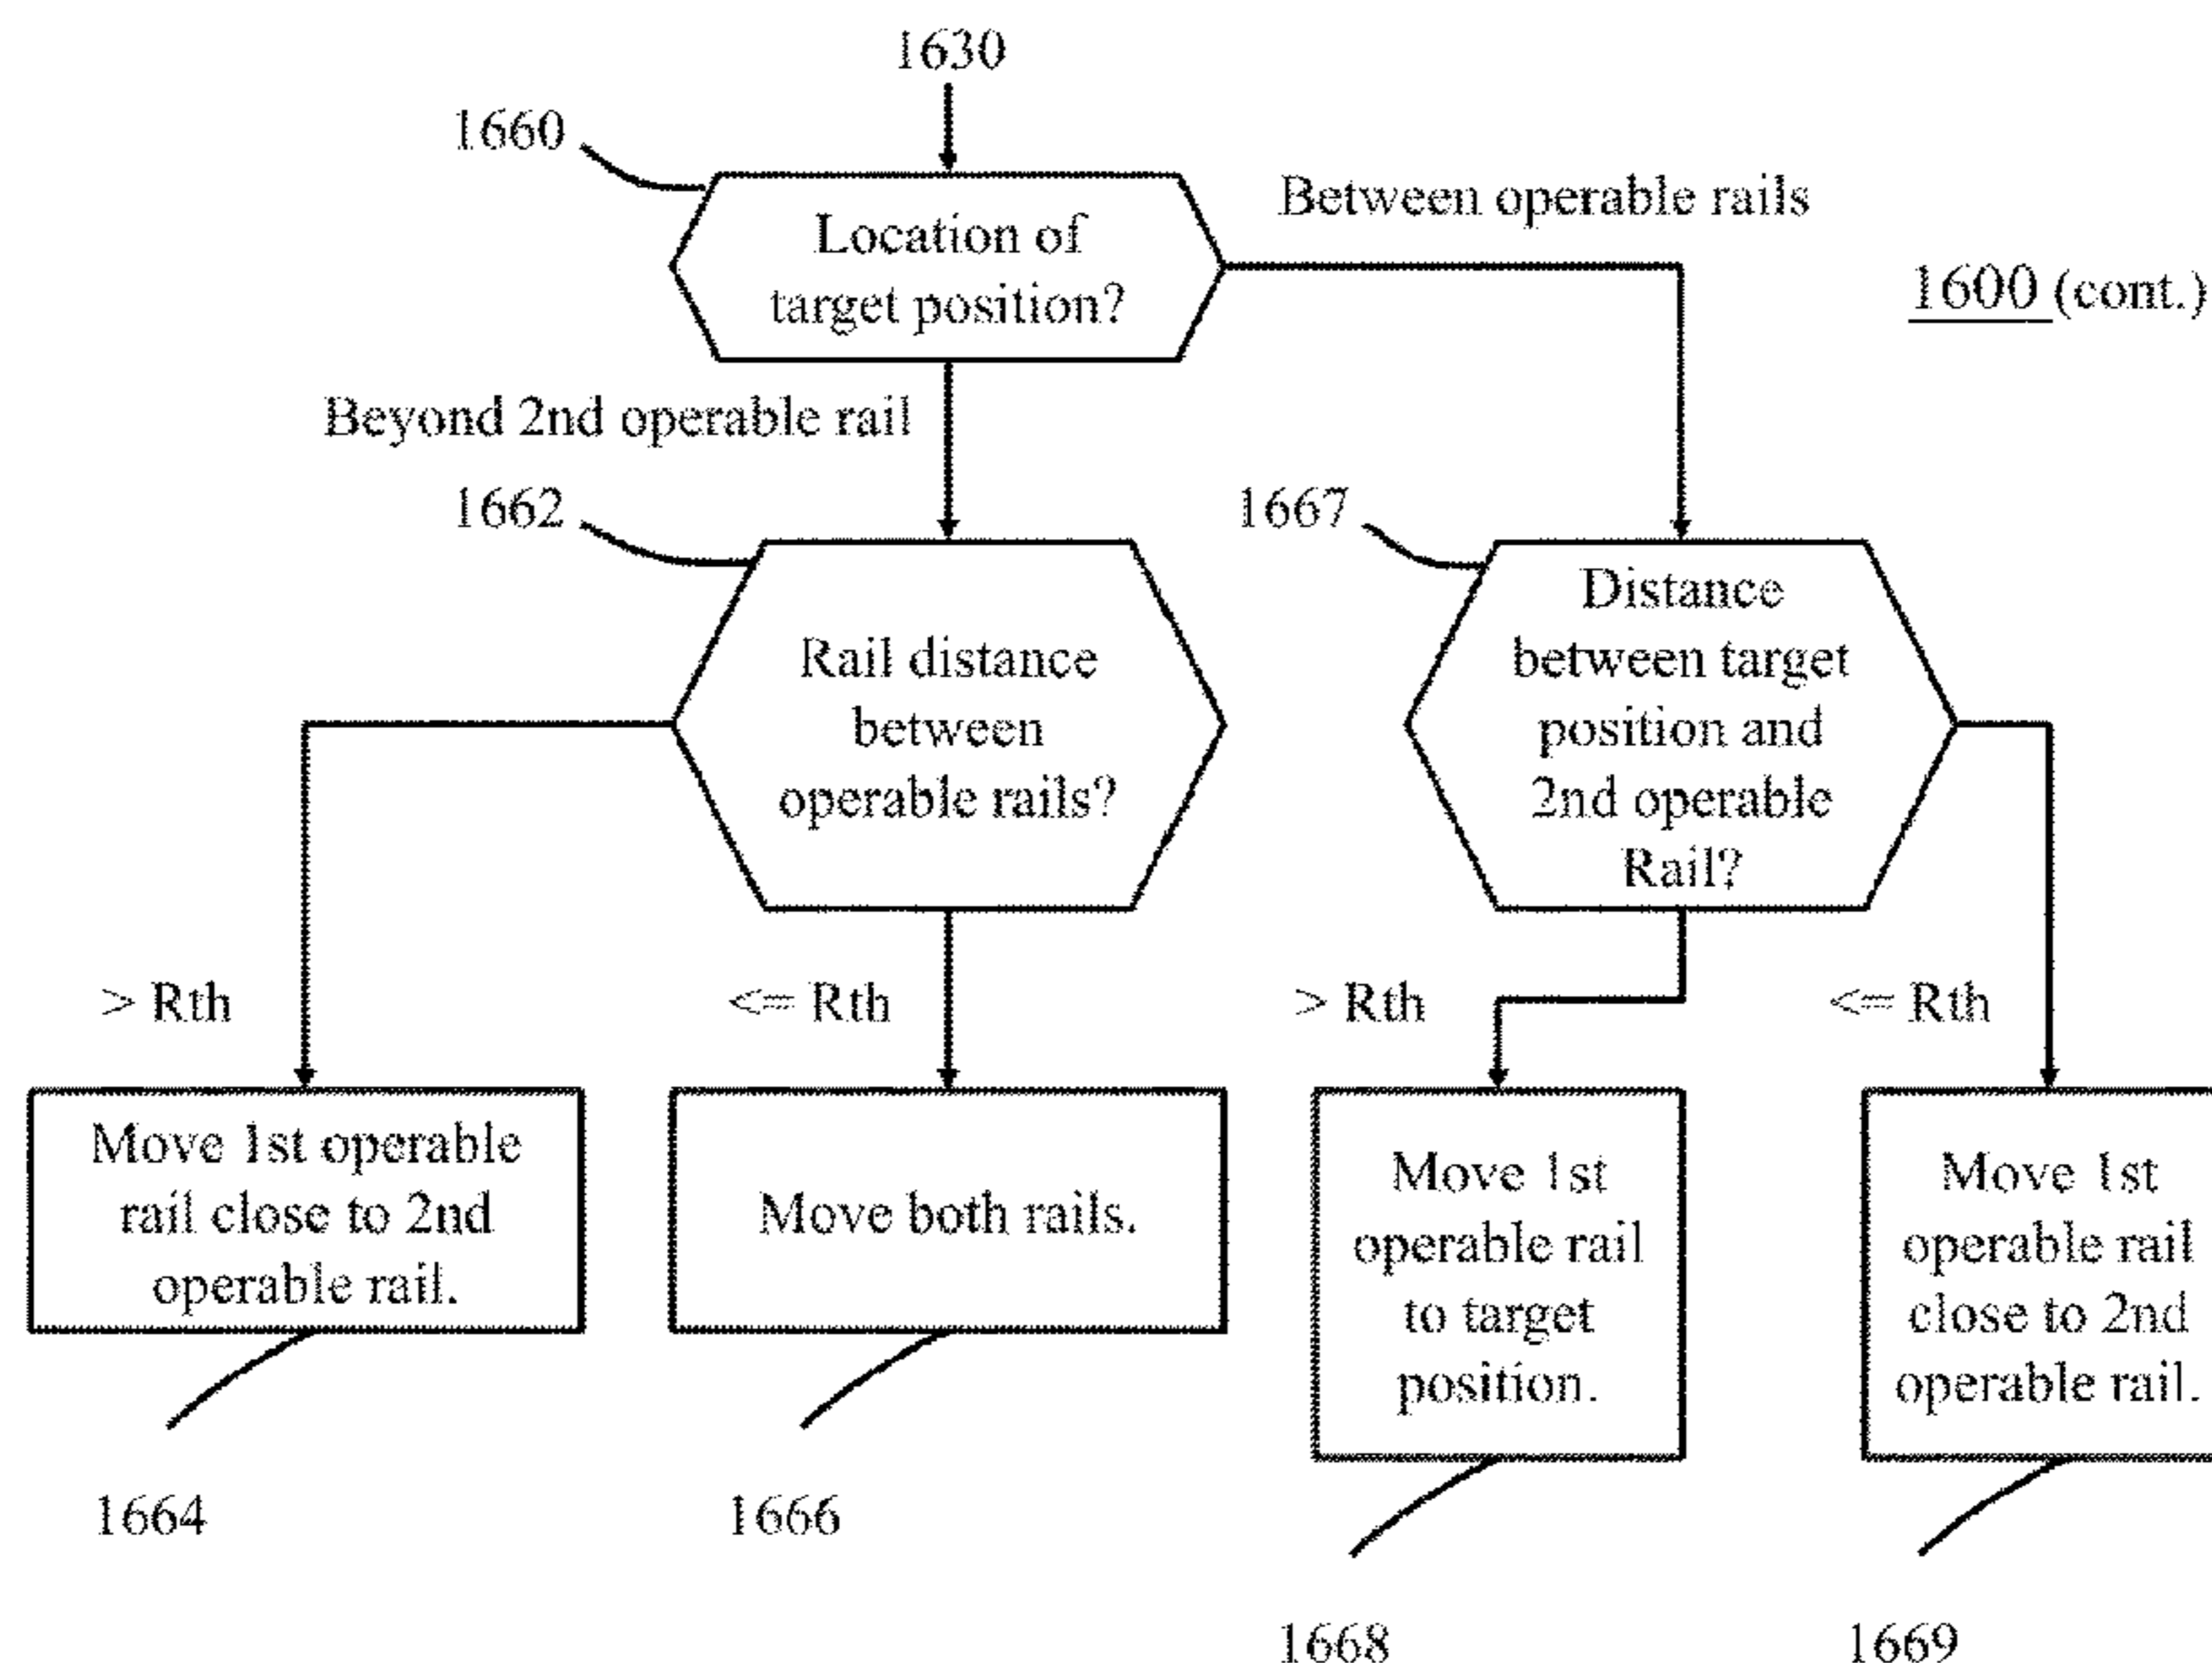 1630
1660
Location of
target position?
Between operable rails
1600 (cont.)
Beyond 2nd operable rail
1662
Rail distance
between
operable rails?
1667
Distance
between target
position and
2nd operable
Rail?
> Rth
<= Rth
> Rth
<= Rth
Move 1st operable
rail close to 2nd
operable rail.
Move both rails.
Move 1st
operable rail
to target
position.
Move 1st
operable rail
close to 2nd
operable rail.
1664
1666
1668
1669